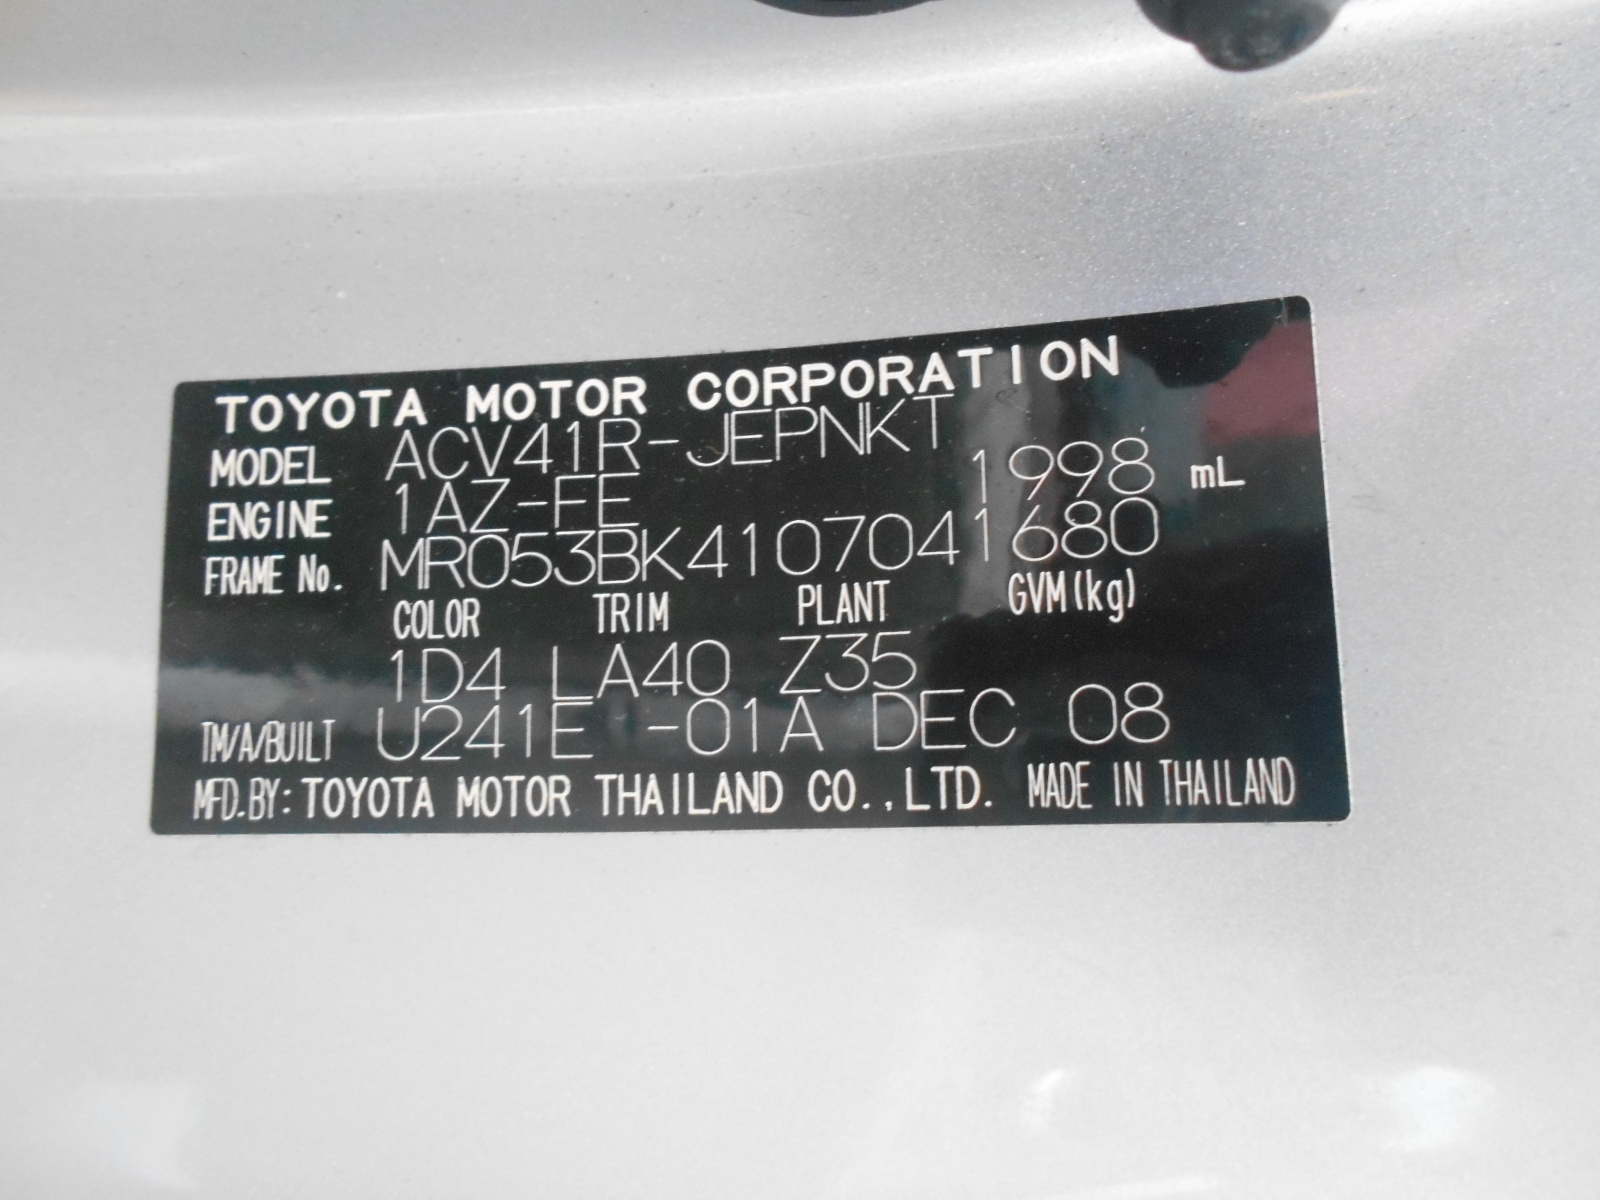 TOYOTA MOTOR CORPORATION
MODEL ACV41R-JEPNKT
ENGINE 1AZ-FE 1998 mL
FRAME No. MR053BK4107041680
COLOR TRIM PLANT GVM(kg)
1D4 LA40 Z35
TM/A/BUILT U241E -01A DEC 08
MFD.BY: TOYOTA MOTOR THAILAND CO.,LTD. MADE IN THAILAND